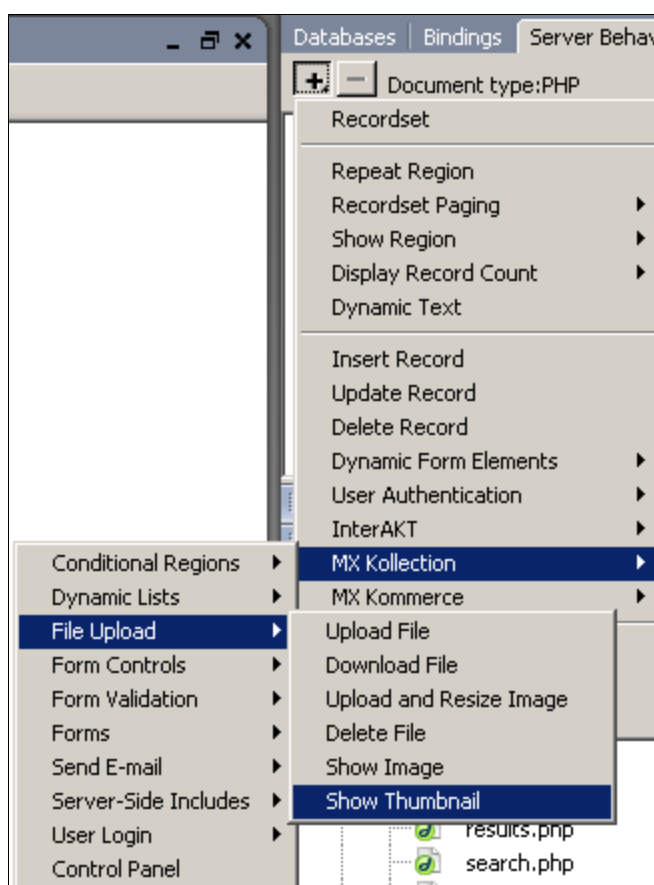 Databases Bindings Server Behav
+ − Document type:PHP
Recordset
Repeat Region
Recordset Paging
Show Region
Display Record Count
Dynamic Text
Insert Record
Update Record
Delete Record
Dynamic Form Elements
User Authentication
InterAKT
MX Kollection
MX Kommerce
Conditional Regions
Dynamic Lists
File Upload
Form Controls
Form Validation
Forms
Send E-mail
Server-Side Includes
User Login
Control Panel
Upload File
Download File
Upload and Resize Image
Delete File
Show Image
Show Thumbnail
results.php
search.php